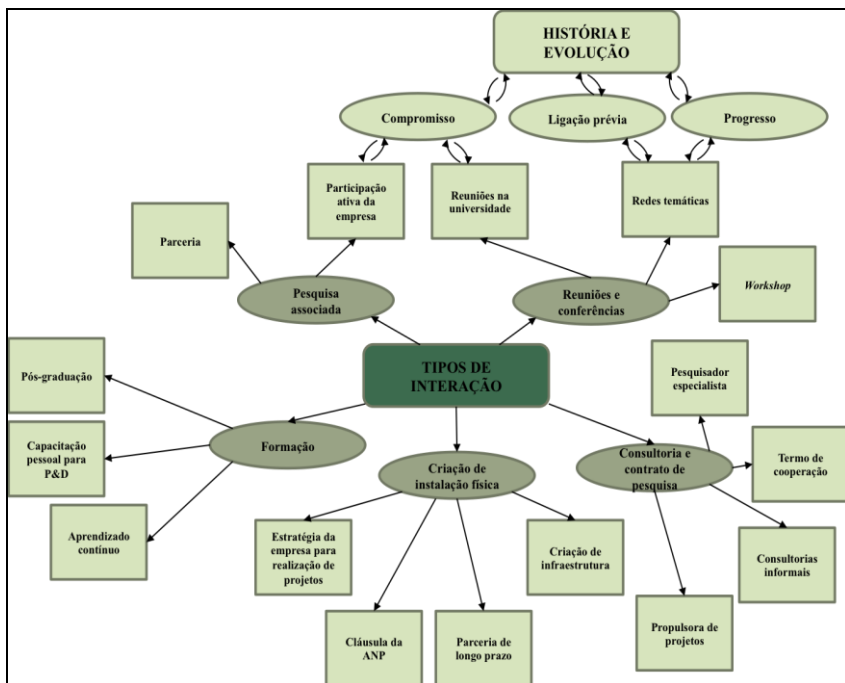 HISTÓRIA E
EVOLUÇÃO
Compromisso
Ligação prévia
Progresso
Participação
ativa da
empresa
Reuniões na
universidade
Redes temáticas
Parceria
Pesquisa
associada
Reuniões e
conferências
Workshop
TIPOS DE
INTERAÇÃO
Pós-graduação
Pesquisador
especialista
Capacitação
pessoal para
P&D
Formação
Criação de
instalação física
Consultoria e
contrato de
pesquisa
Termo de
cooperação
Aprendizado
contínuo
Estratégia da
empresa para
realização de
projetos
Criação de
infraestrutura
Consultorias
informais
Cláusula da
ANP
Parceria de
longo prazo
Propulsora de
projetos